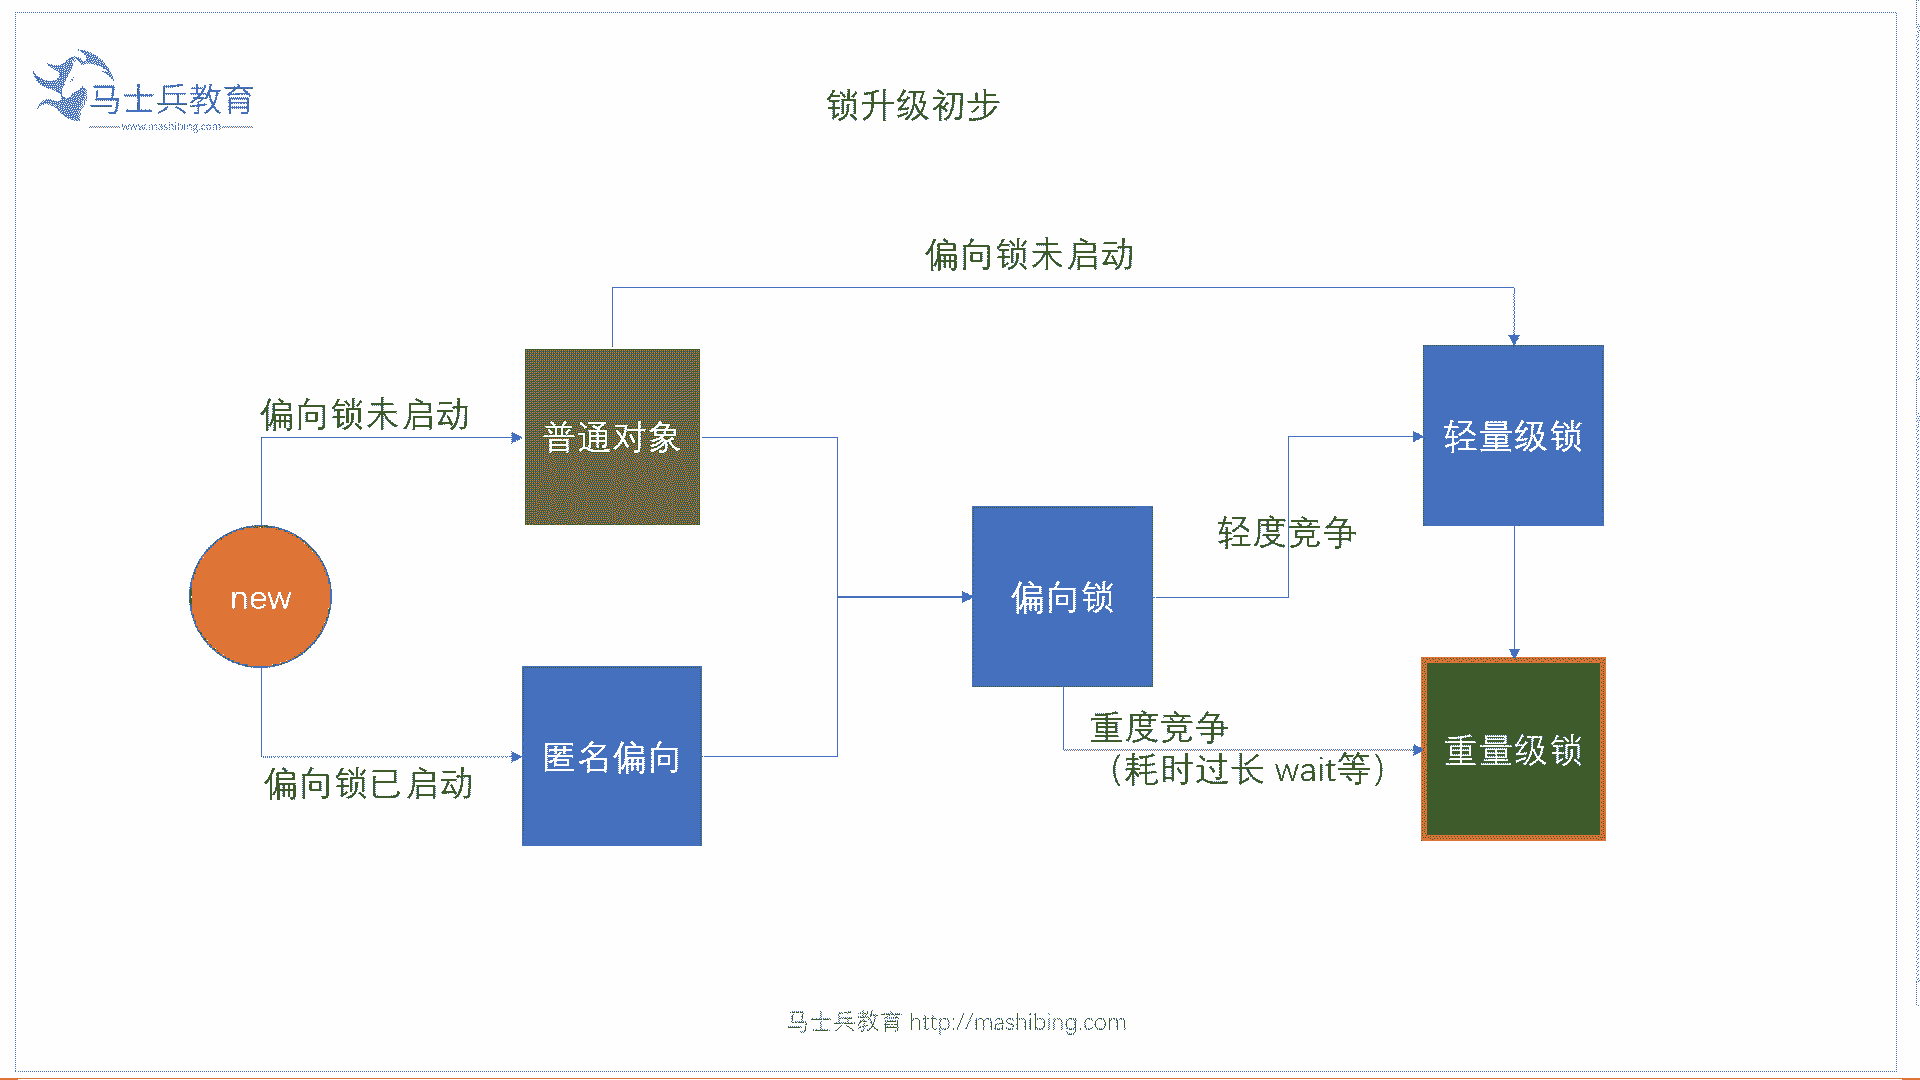 马士兵教育
www.mashibing.com
锁升级初步
偏向锁未启动
偏向锁未启动
普通对象
轻量级锁
轻度竞争
new
偏向锁
重度竞争
（耗时过长 wait等）
重量级锁
匿名偏向
偏向锁已启动
马士兵教育 http://mashibing.com